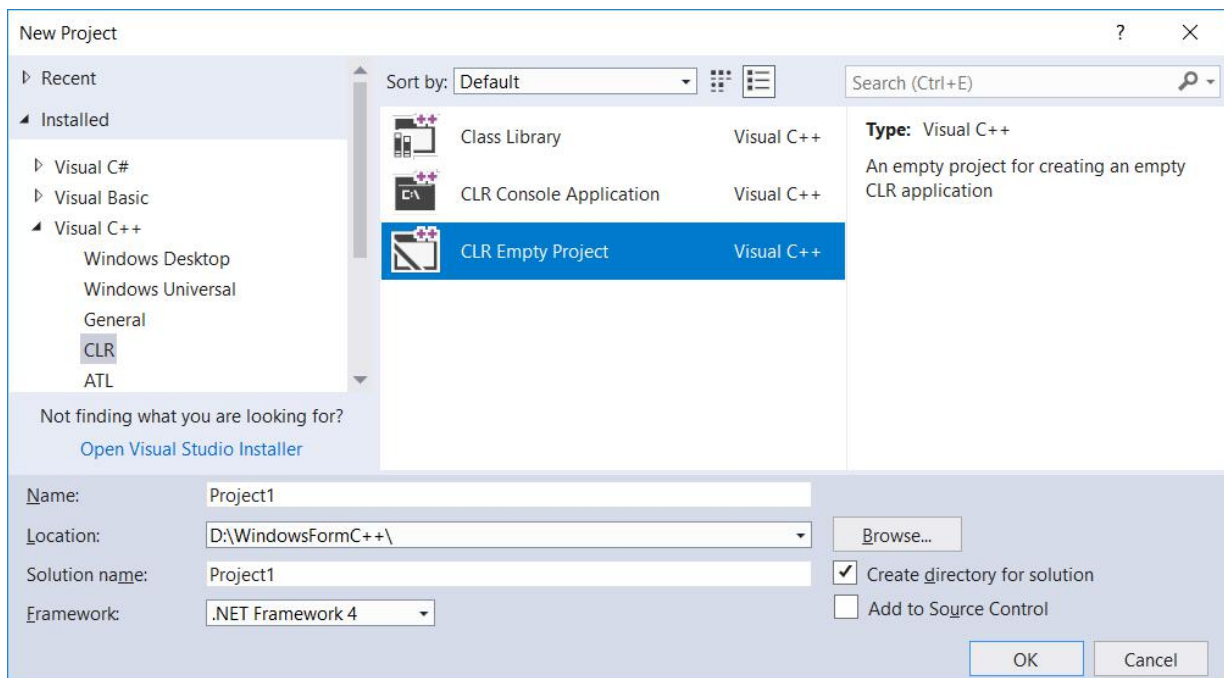 New Project
?
Recent
Installed
Visual C#
Visual Basic
Visual C++
Windows Desktop
Windows Universal
General
CLR
ATL
Not finding what you are looking for?
Open Visual Studio Installer
Sort by: Default
Class Library Visual C++
C:\
CLR Console Application Visual C++
CLR Empty Project Visual C++
Search (Ctrl+E)
Type: Visual C++
An empty project for creating an empty
CLR application
Name: Project1
Location: D:\WindowsFormC++\
Browse...
Solution name: Project1
Create directory for solution
Framework: .NET Framework 4
Add to Source Control
OK Cancel